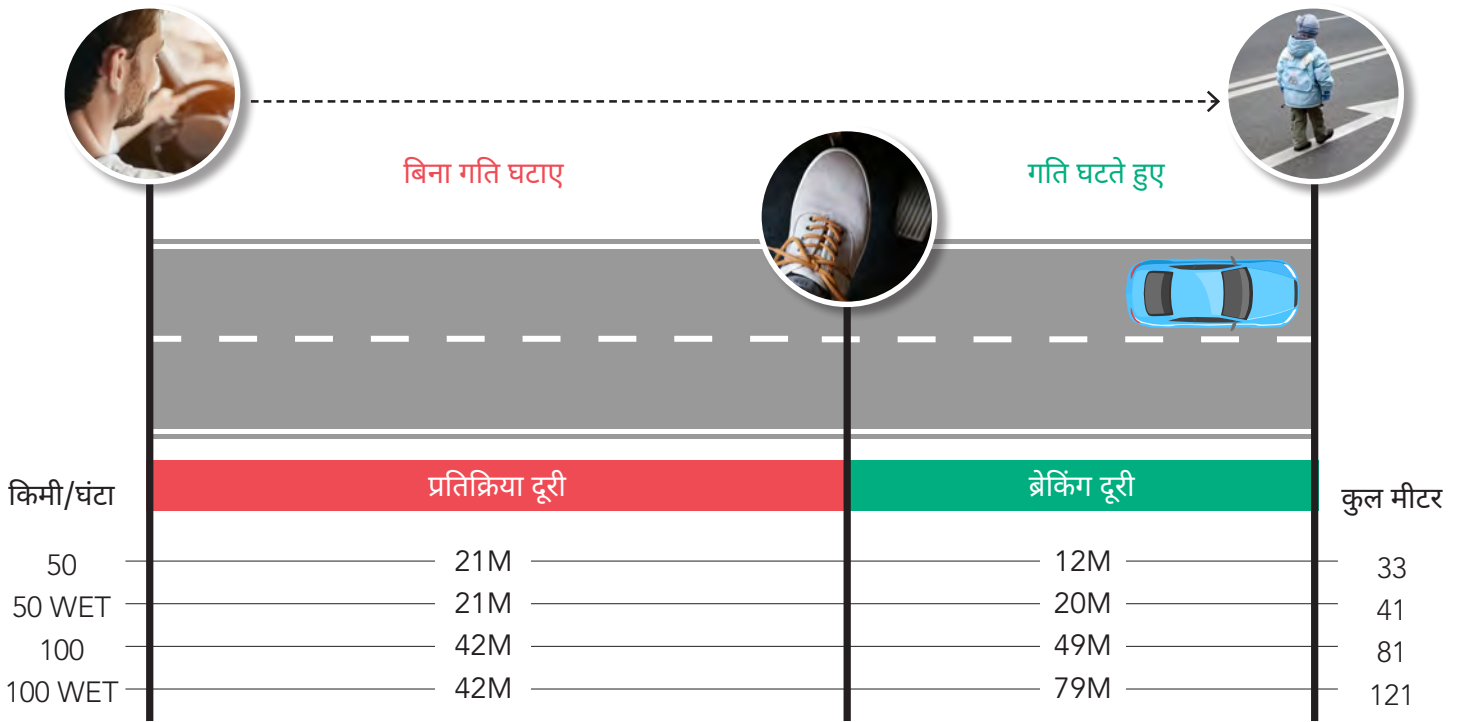 बिना गति घटाए
गति घटते हुए
किमी/घंटा
प्रतिक्रिया दूरी
ब्रेकिंग दूरी
कुल मीटर
50 21M 12M 33
50 WET 21M 20M 41
100 42M 49M 81
100 WET 42M 79M 121